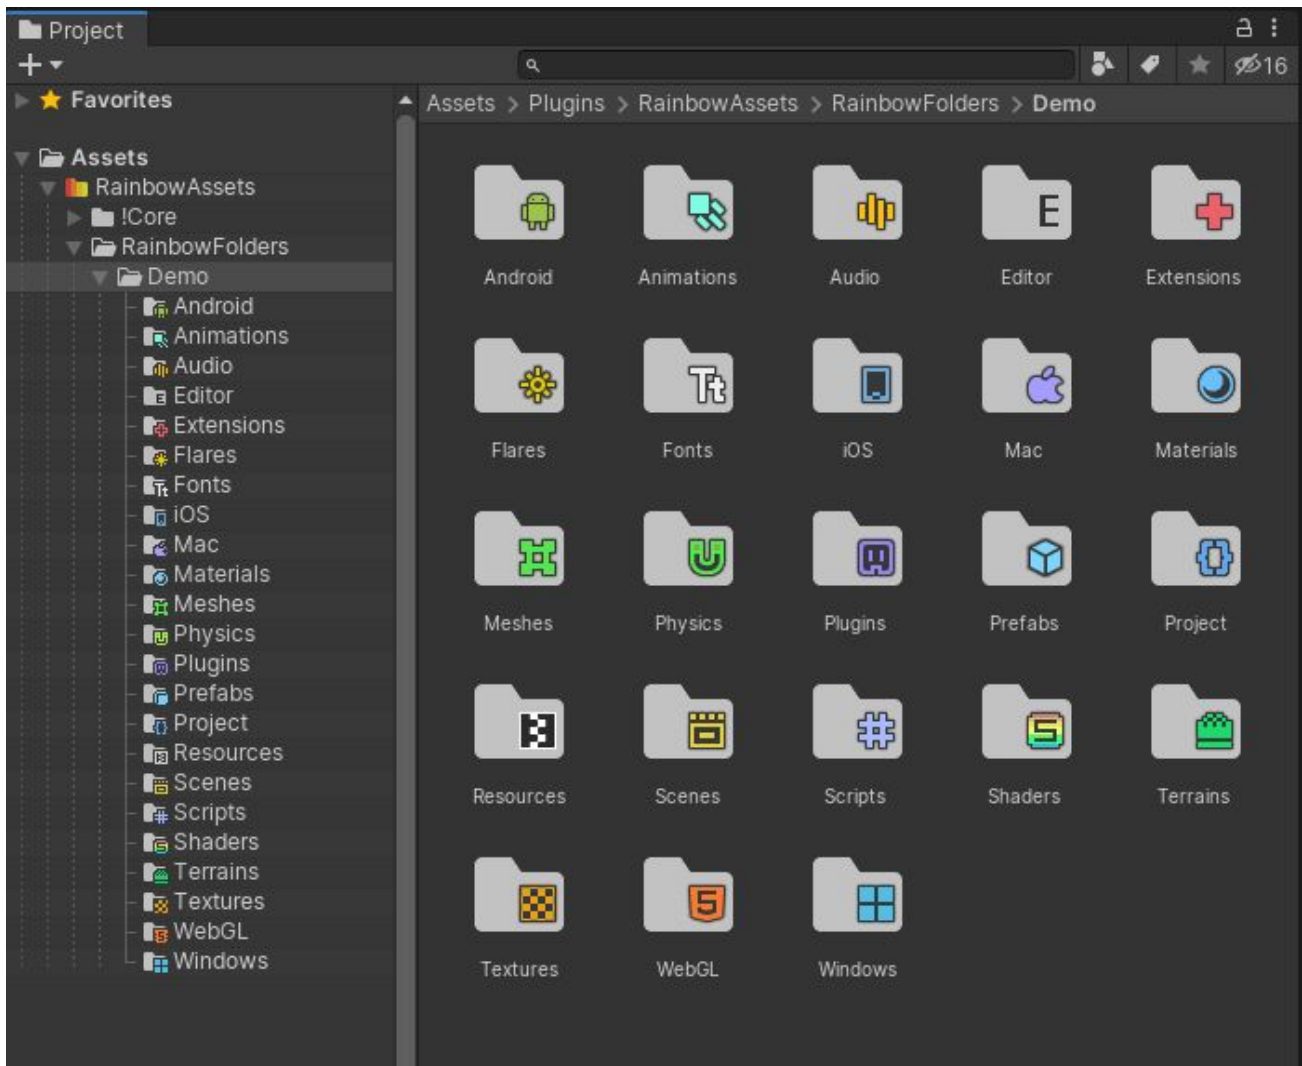 Project
16
Favorites
Assets > Plugins > RainbowAssets > RainbowFolders > Demo
Assets
RainbowAssets
!Core
RainbowFolders
Demo
Android
Animations
Audio
Editor
Extensions
Flares
Fonts
iOS
Mac
Materials
Meshes
Physics
Plugins
Prefabs
Project
Resources
Scenes
Scripts
Shaders
Terrains
Textures
WebGL
Windows
E
Android Animations Audio Editor Extensions
Tt
Flares Fonts iOS Mac Materials
Meshes Physics Plugins Prefabs Project
Resources Scenes Scripts Shaders Terrains
Textures WebGL Windows